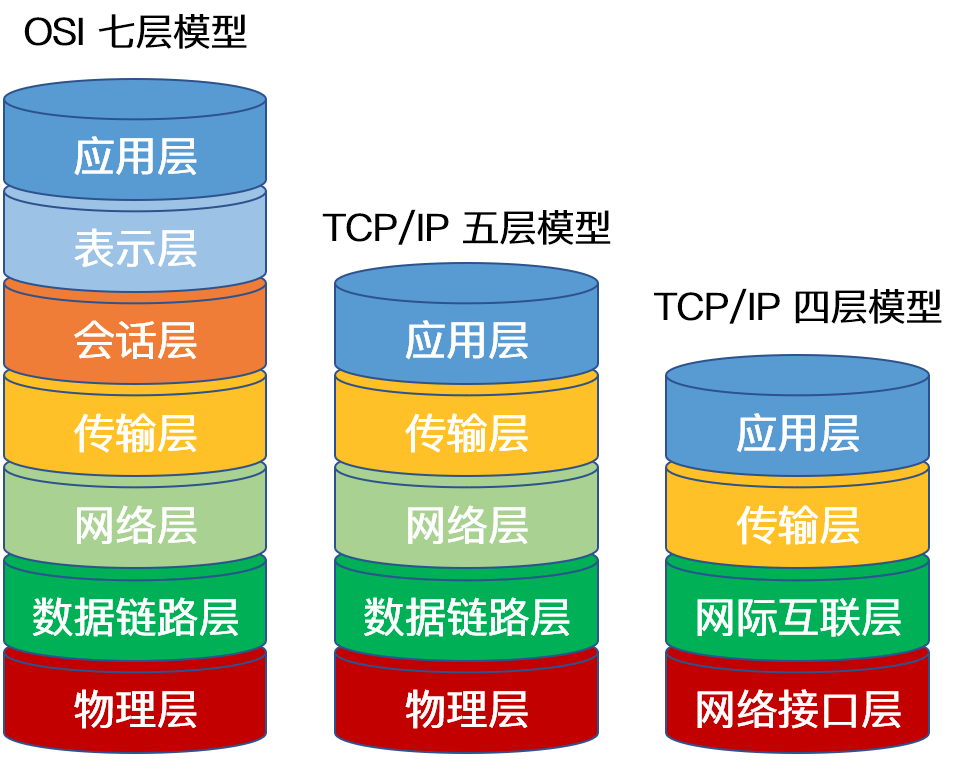 OSI 七层模型
应用层
表示层
会话层
传输层
网络层
数据链路层
物理层
TCP/IP 五层模型
应用层
传输层
网络层
数据链路层
物理层
TCP/IP 四层模型
应用层
传输层
网际互联层
网络接口层